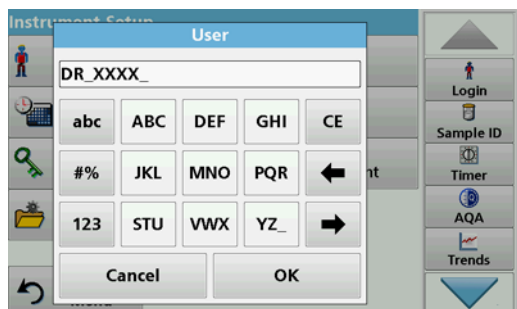 Instrument Setup
User
DR_XXXX_
abc ABC DEF GHI CE
#% JKL MNO PQR
123 STU VWX YZ_
Cancel OK
Login
Sample ID
Timer
AQA
Trends